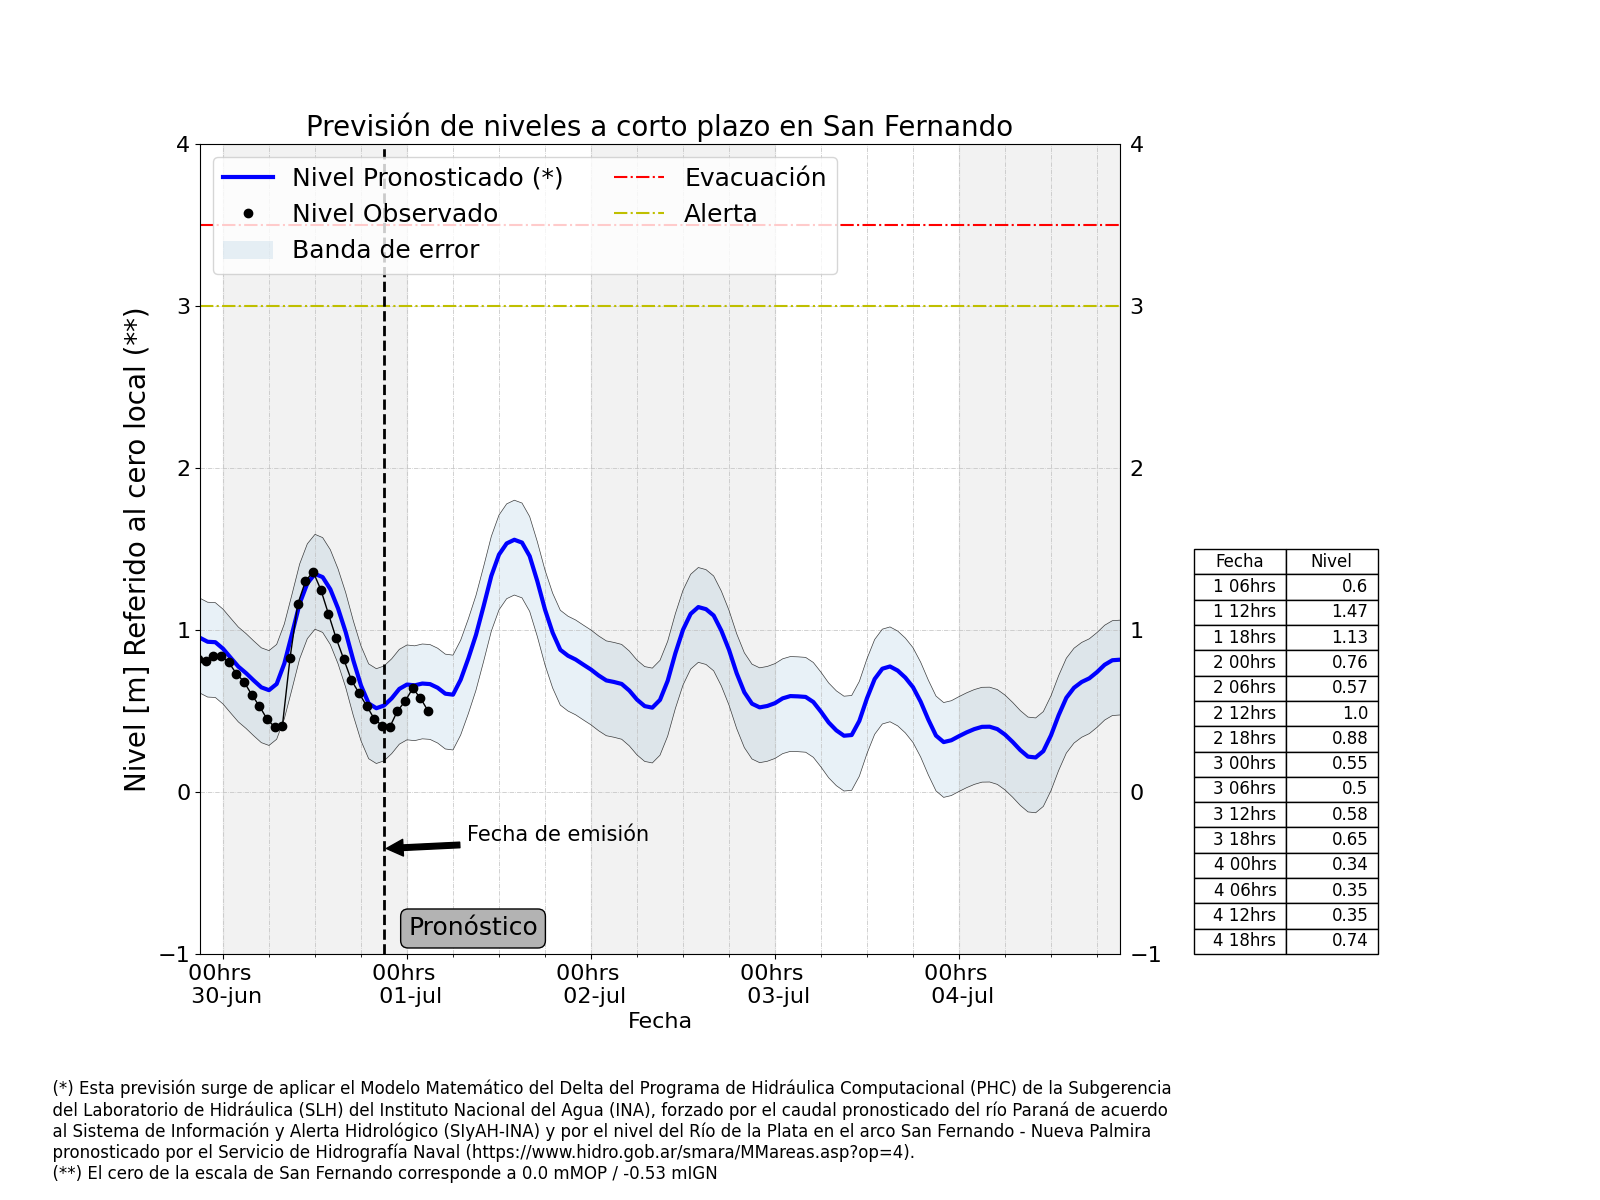 Previsión de niveles a corto plazo en San Fernando
Nivel Pronosticado (*)
Nivel Observado
Banda de error
Evacuación
Alerta
Nivel [m] Referido al cero local (**)
4
3
2
1
0
−1
4
3
2
1
0
−1
Fecha de emisión
Pronóstico
00hrs
30-jun
00hrs
01-jul
00hrs
02-jul
00hrs
03-jul
00hrs
04-jul
Fecha
Fecha Nivel
1 06hrs 0.6
1 12hrs 1.47
1 18hrs 1.13
2 00hrs 0.76
2 06hrs 0.57
2 12hrs 1.0
2 18hrs 0.88
3 00hrs 0.55
3 06hrs 0.5
3 12hrs 0.58
3 18hrs 0.65
4 00hrs 0.34
4 06hrs 0.35
4 12hrs 0.35
4 18hrs 0.74
(*) Esta previsión surge de aplicar el Modelo Matemático del Delta del Programa de Hidráulica Computacional (PHC) de la Subgerencia
del Laboratorio de Hidráulica (SLH) del Instituto Nacional del Agua (INA), forzado por el caudal pronosticado del río Paraná de acuerdo
al Sistema de Información y Alerta Hidrológico (SIyAH-INA) y por el nivel del Río de la Plata en el arco San Fernando - Nueva Palmira
pronosticado por el Servicio de Hidrografía Naval (https://www.hidro.gob.ar/smara/MMareas.asp?op=4).
(**) El cero de la escala de San Fernando corresponde a 0.0 mMOP / -0.53 mIGN